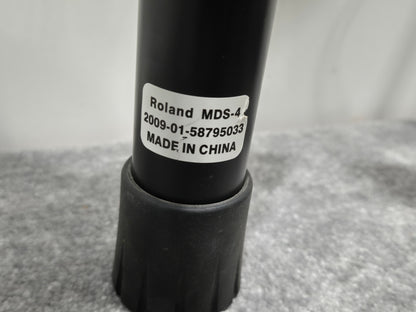 Roland MDS-4
2009-01-58795033
MADE IN CHINA